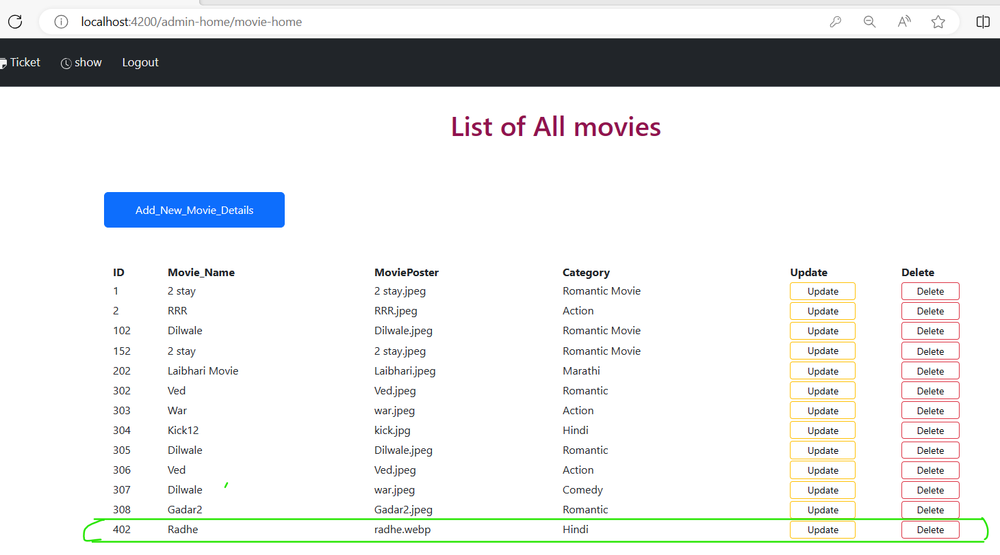 localhost:4200/admin-home/movie-home
Ticket show Logout
List of All movies
Add_New_Movie_Details
ID Movie_Name MoviePoster Category Update Delete
1 2 stay 2 stay.jpeg Romantic Movie Update Delete
2 RRR RRR.jpeg Action Update Delete
102 Dilwale Dilwale.jpeg Romantic Movie Update Delete
152 2 stay 2 stay.jpeg Romantic Movie Update Delete
202 Laibhari Movie Laibhari.jpeg Marathi Update Delete
302 Ved Ved.jpeg Romantic Update Delete
303 War war.jpeg Action Update Delete
304 Kick12 kick.jpg Hindi Update Delete
305 Dilwale Dilwale.jpeg Romantic Update Delete
306 Ved Ved.jpeg Action Update Delete
307 Dilwale war.jpeg Comedy Update Delete
308 Gadar2 Gadar2.jpeg Romantic Update Delete
402 Radhe radhe.webp Hindi Update Delete